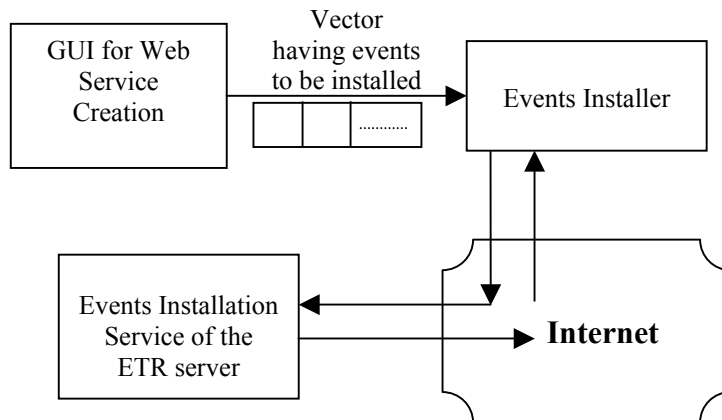 GUI for Web
Service
Creation
Vector
having events
to be installed
............
Events Installer
Events Installation
Service of the
ETR server
Internet